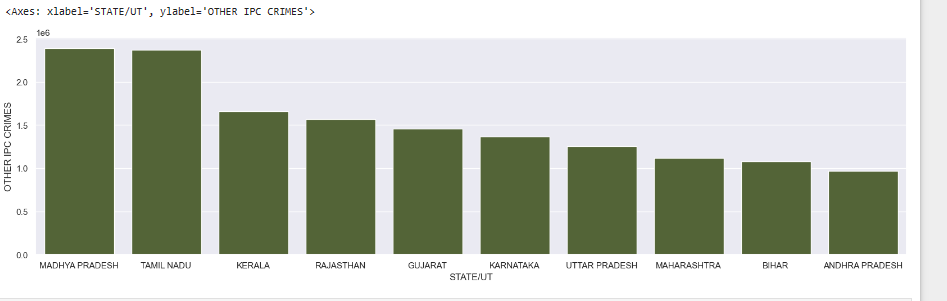 <Axes: xlabel='STATE/UT', ylabel='OTHER IPC CRIMES'>
1e6
2.5
2.0
1.5
1.0
0.5
0.0
OTHER IPC CRIMES
MADHYA PRADESH TAMIL NADU KERALA RAJASTHAN GUJARAT KARNATAKA UTTAR PRADESH MAHARASHTRA BIHAR ANDHRA PRADESH
STATE/UT